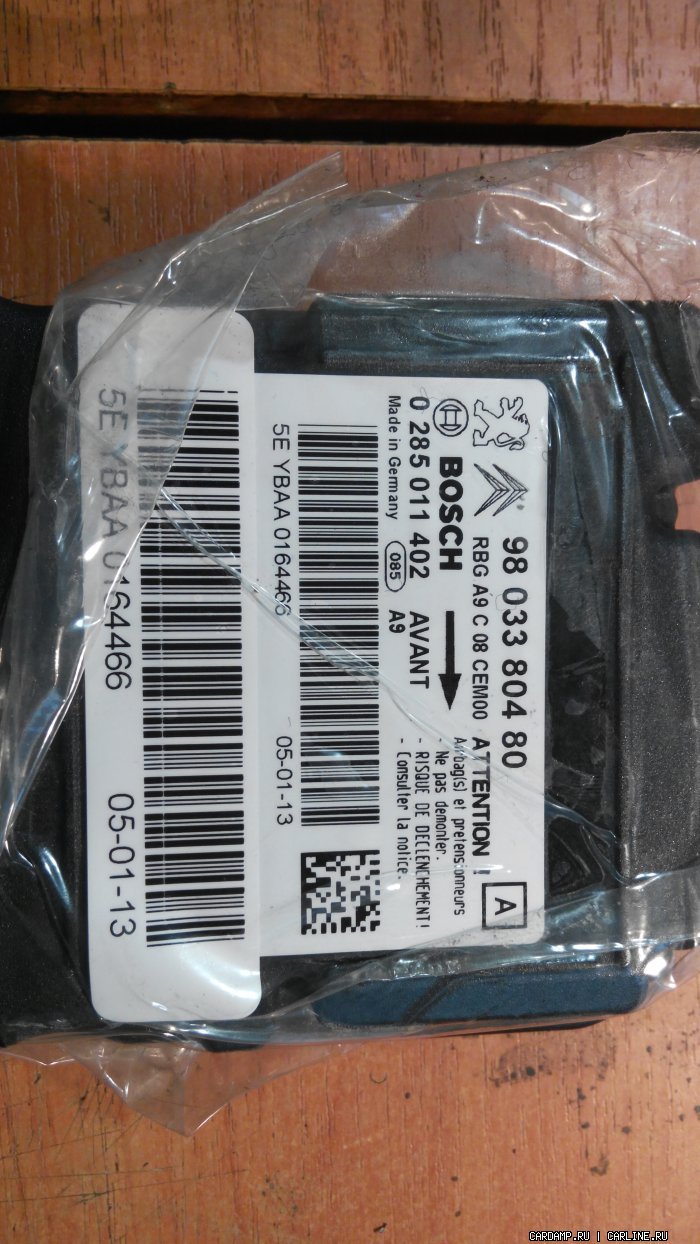 98 033 804 80
RBG A9 C 08 CEM00
BOSCH
0 285 011 402 AVANT
Made in Germany 085 A9
ATTENTION !
A
Airbag(s) et pretensionneurs
- Ne pas demonter.
- RISQUE DE DECLENCHEMENT!
- Consulter la notice.
5E YBAA 0164466 05-01-13
5E YBAA 0164466 05-01-13
CARDAMP.RU | CARLINE.RU